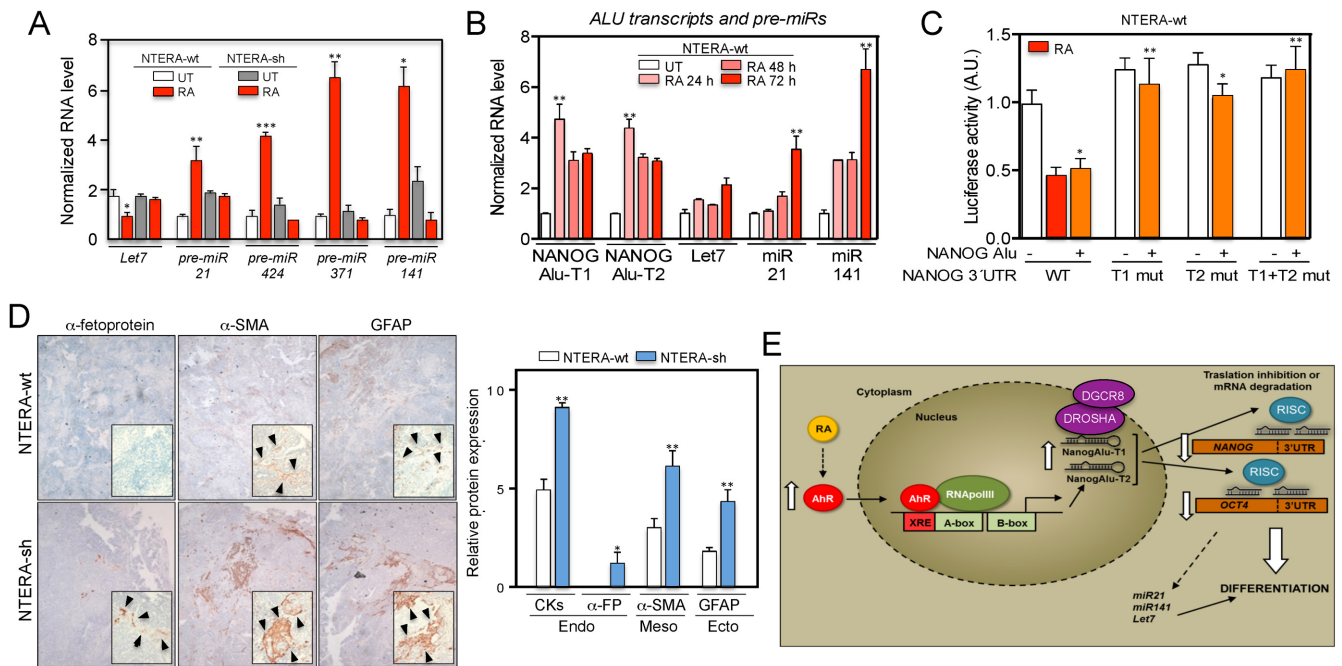 A
NTERA-wt NTERA-sh
UT UT
RA RA
Normalized RNA level
8
6
4
2
0
* ** *** ** *
Let7 pre-miR 21 pre-miR 424 pre-miR 371 pre-miR 141
B
ALU transcripts and pre-miRs
NTERA-wt
UT RA 48 h
RA 24 h RA 72 h
Normalized RNA level
8
6
4
2
0
** ** ** **
NANOG Alu-T1 NANOG Alu-T2 Let7 miR 21 miR 141
C
NTERA-wt
RA
Luciferase activity (A.U.)
1.5
1.0
0.5
0.0
* ** * **
NANOG Alu - + - + - + - +
NANOG 3´UTR WT T1 mut T2 mut T1+T2 mut
D
α-fetoprotein α-SMA GFAP
NTERA-wt
NTERA-sh
NTERA-wt NTERA-sh
Relative protein expression
10
5
0
** * ** **
CKs α-FP α-SMA GFAP
Endo Meso Ecto
E
Cytoplasm
Nucleus
RA
AhR
AhR
RNApolIII
XRE A-box B-box
DGCR8
DROSHA
NanogAlu-T1
NanogAlu-T2
Traslation inhibition or
mRNA degradation
RISC
NANOG 3'UTR
RISC
OCT4 3'UTR
DIFFERENTIATION
miR21
miR141
Let7